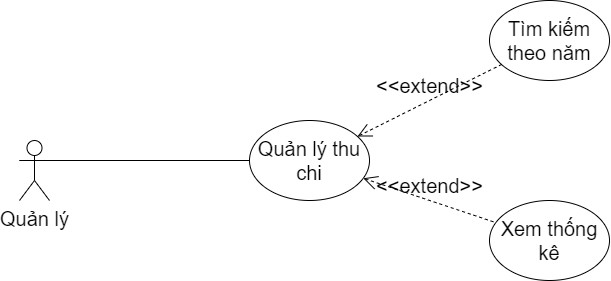 Tìm kiếm
theo năm
<<extend>>
Quản lý thu
chi
<<extend>>
Quản lý
Xem thống
kê